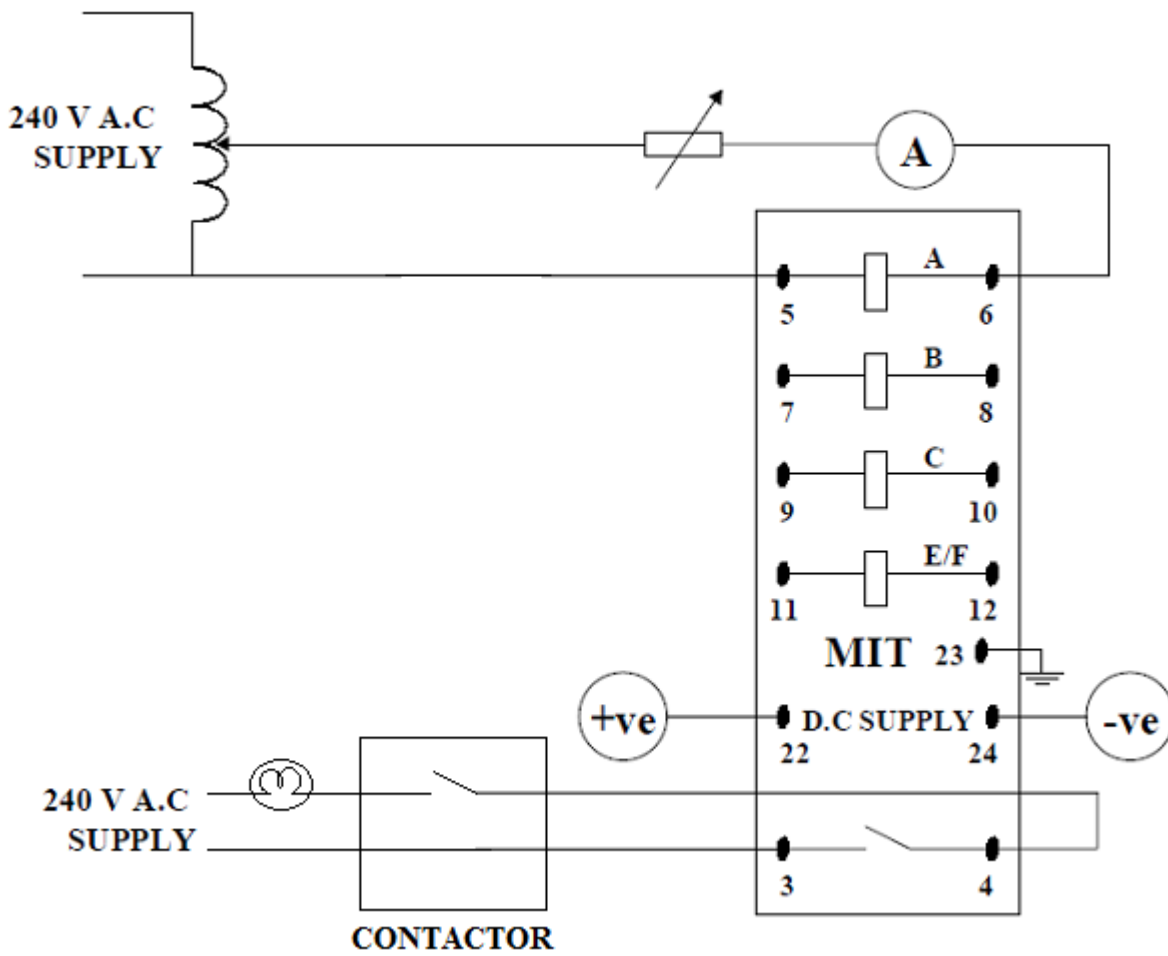 240 V A.C
SUPPLY
A
A
5
6
B
7
8
C
9
10
E/F
11
12
MIT
23
+ve
D.C SUPPLY
-ve
22
24
240 V A.C
SUPPLY
3
4
CONTACTOR